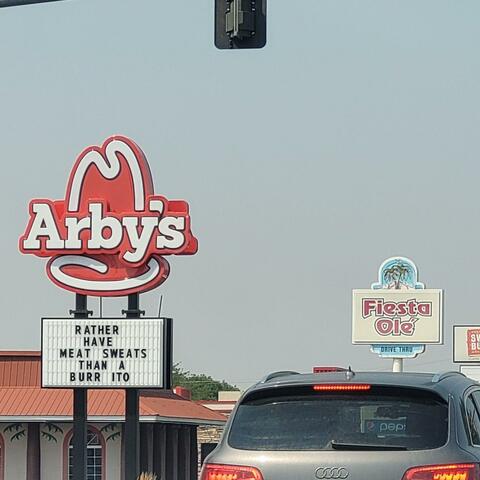 Arby's
RATHER
HAVE
MEAT SWEATS
THAN A
BURR ITO
Fiesta
Olé
DRIVE THRU
pepsi